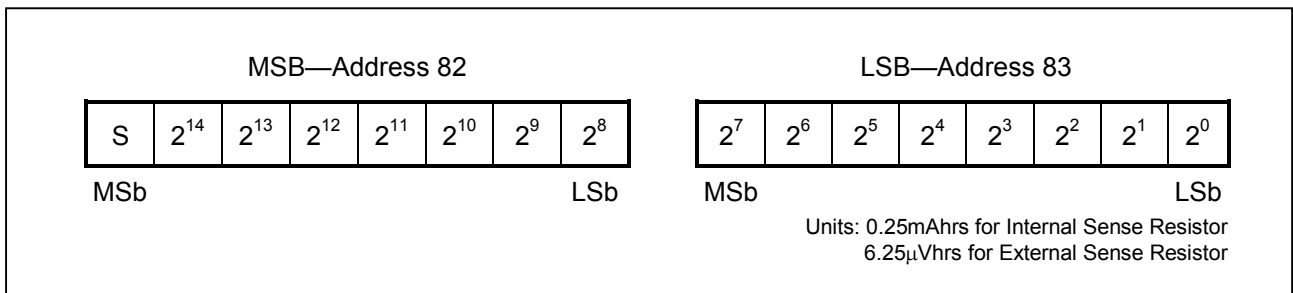 MSB—Address 82
LSB—Address 83
S 2^14 2^13 2^12 2^11 2^10 2^9 2^8
2^7 2^6 2^5 2^4 2^3 2^2 2^1 2^0
MSb LSb
MSb LSb
Units: 0.25mAhrs for Internal Sense Resistor
6.25μVhrs for External Sense Resistor